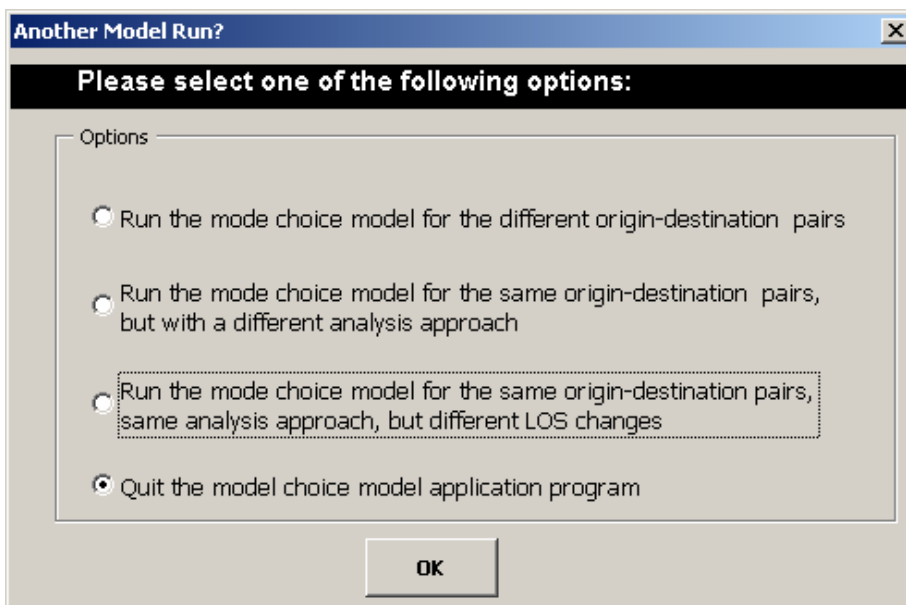 Another Model Run?
Please select one of the following options:
Options
Run the mode choice model for the different origin-destination pairs
Run the mode choice model for the same origin-destination pairs,
but with a different analysis approach
Run the mode choice model for the same origin-destination pairs,
same analysis approach, but different LOS changes
Quit the model choice model application program
OK